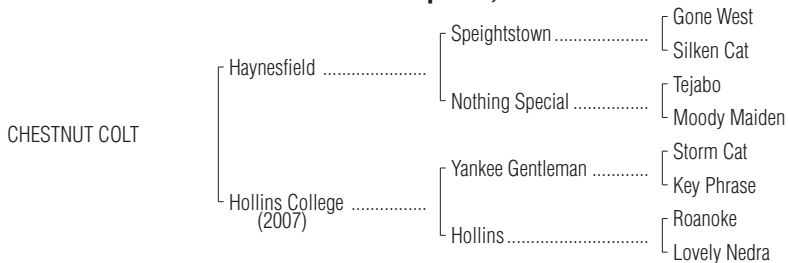 Gone West
Speightstown ....................
Silken Cat
Haynesfield ......................
Tejabo
Nothing Special ................
Moody Maiden
CHESTNUT COLT
Storm Cat
Yankee Gentleman ............
Key Phrase
Hollins College ................
(2007)
Roanoke
Hollins..............................
Lovely Nedra